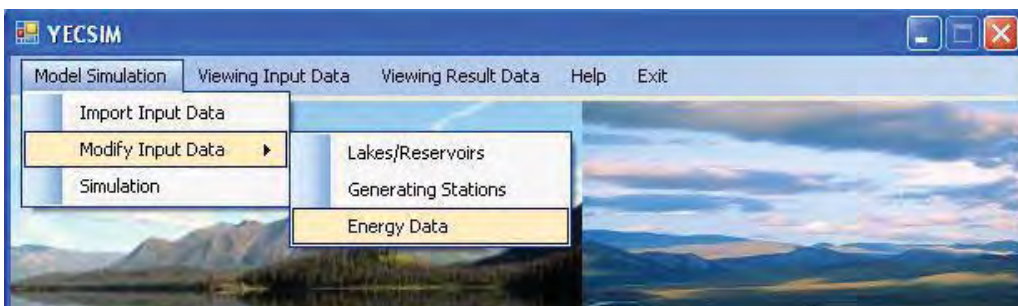 YECSIM
Model Simulation Viewing Input Data Viewing Result Data Help Exit
Import Input Data
Modify Input Data
Lakes/Reservoirs
Simulation
Generating Stations
Energy Data